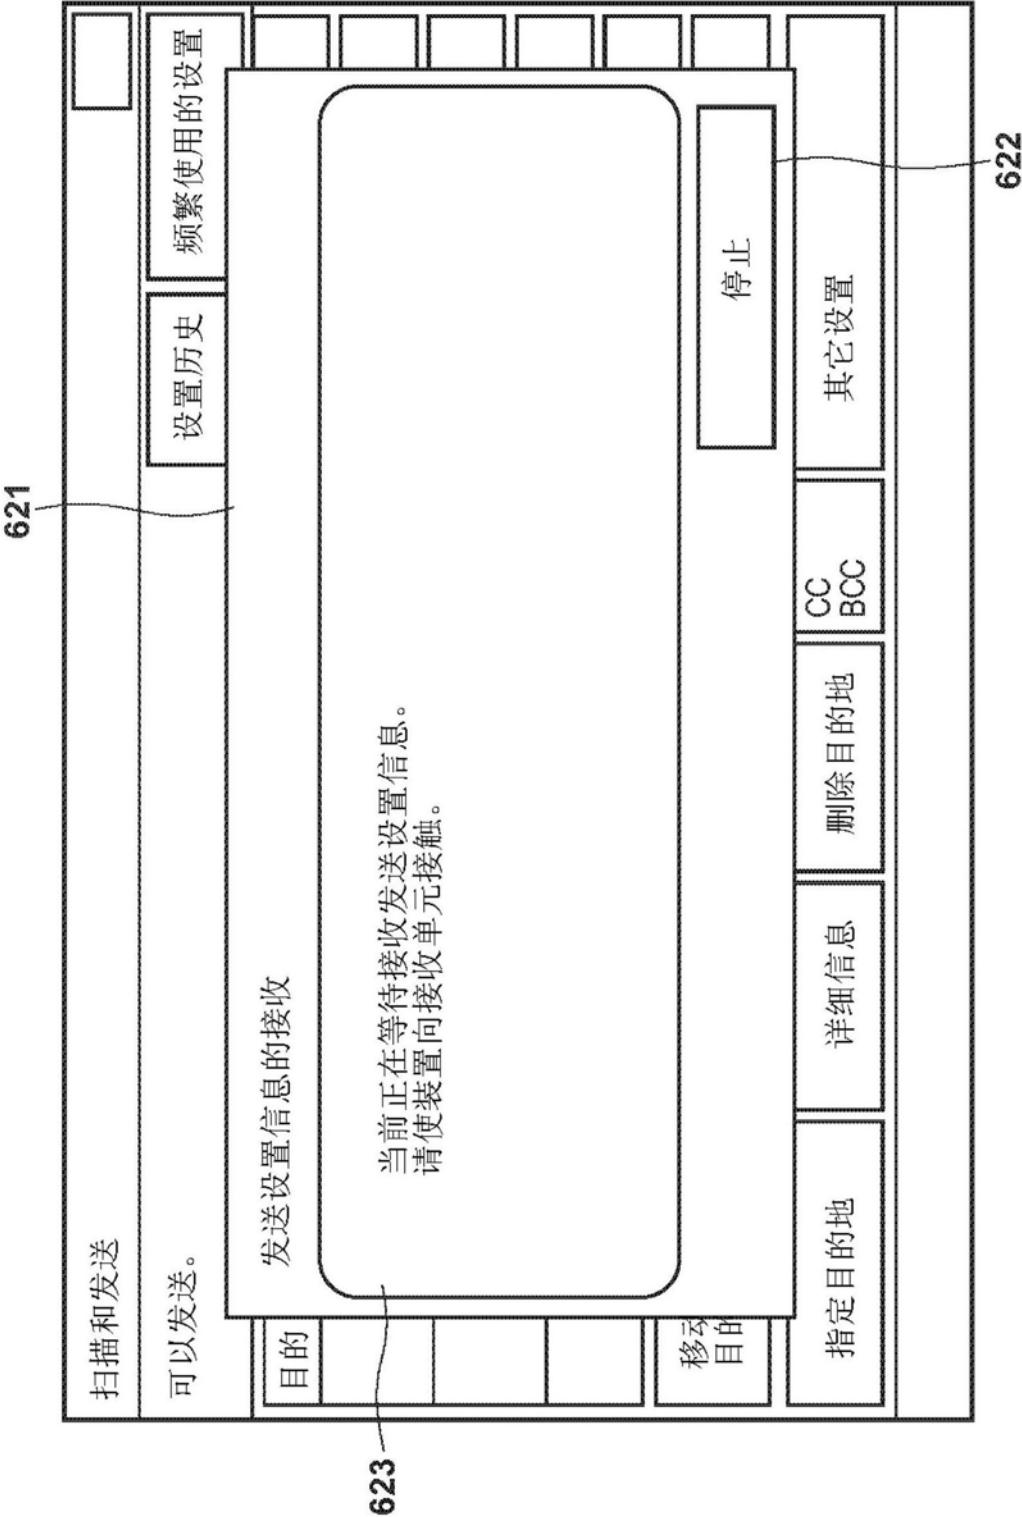 扫描和发送
可以发送。
设置历史
频繁使用的设置
621
发送设置信息的接收
目的
当前正在等待接收发送设置信息。
请使装置向接收单元接触。
623
停止
622
移动
目的
指定目的地
详细信息
删除目的地
CC
BCC
其它设置